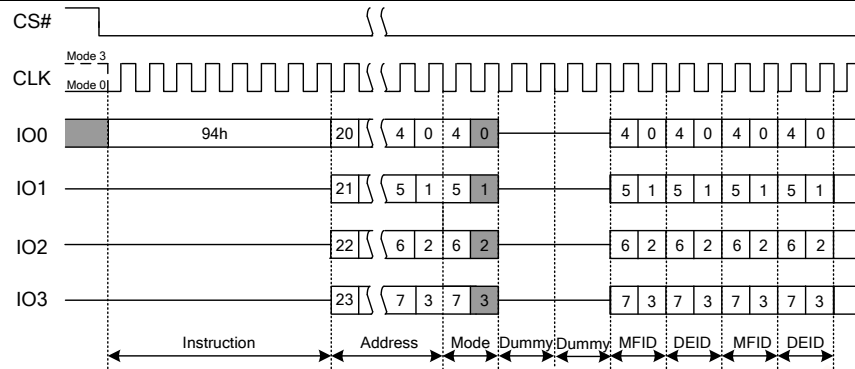 CS#
Mode 3
CLK
Mode 0
IO0 94h 20 4 0 4 0 4 0 4 0 4 0 4 0
IO1 21 5 1 5 1 5 1 5 1 5 1 5 1
IO2 22 6 2 6 2 6 2 6 2 6 2 6 2
IO3 23 7 3 7 3 7 3 7 3 7 3 7 3
Instruction Address Mode Dummy Dummy MFID DEID MFID DEID